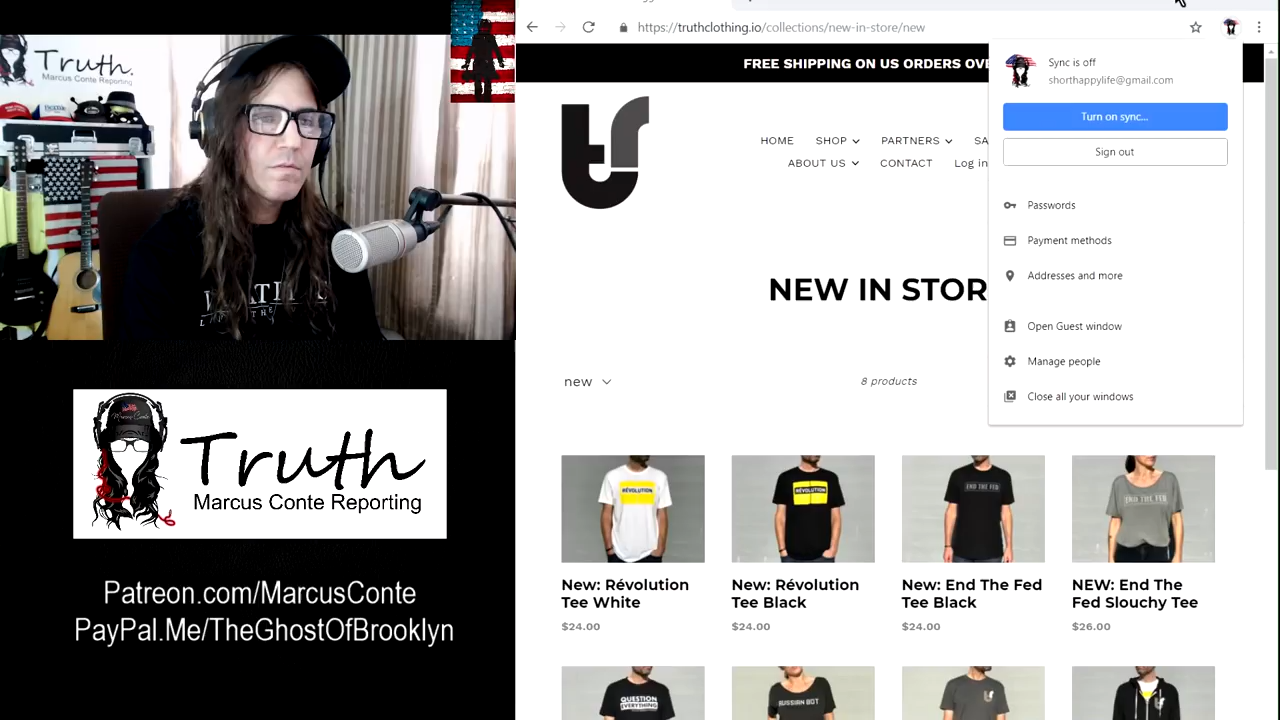 Truth.
Marcus Conte Reporting
Truth
Marcus Conte Reporting
Patreon.com/MarcusConte
PayPal.Me/TheGhostOfBrooklyn
https://truthclothing.io/collections/new-in-store/new
FREE SHIPPING ON US ORDERS OVE
HOME SHOP PARTNERS SA
ABOUT US CONTACT Log in
NEW IN STOR
new
8 products
Sync is off
shorthappylife@gmail.com
Turn on sync...
Sign out
Passwords
Payment methods
Addresses and more
Open Guest window
Manage people
Close all your windows
RÉVOLUTION
RÉVOLUTION
END THE FED
END THE FED
New: Révolution
Tee White
$24.00
New: Révolution
Tee Black
$24.00
New: End The Fed
Tee Black
$24.00
NEW: End The
Fed Slouchy Tee
$26.00
QUESTION
EVERYTHING
RUSSIAN BOT